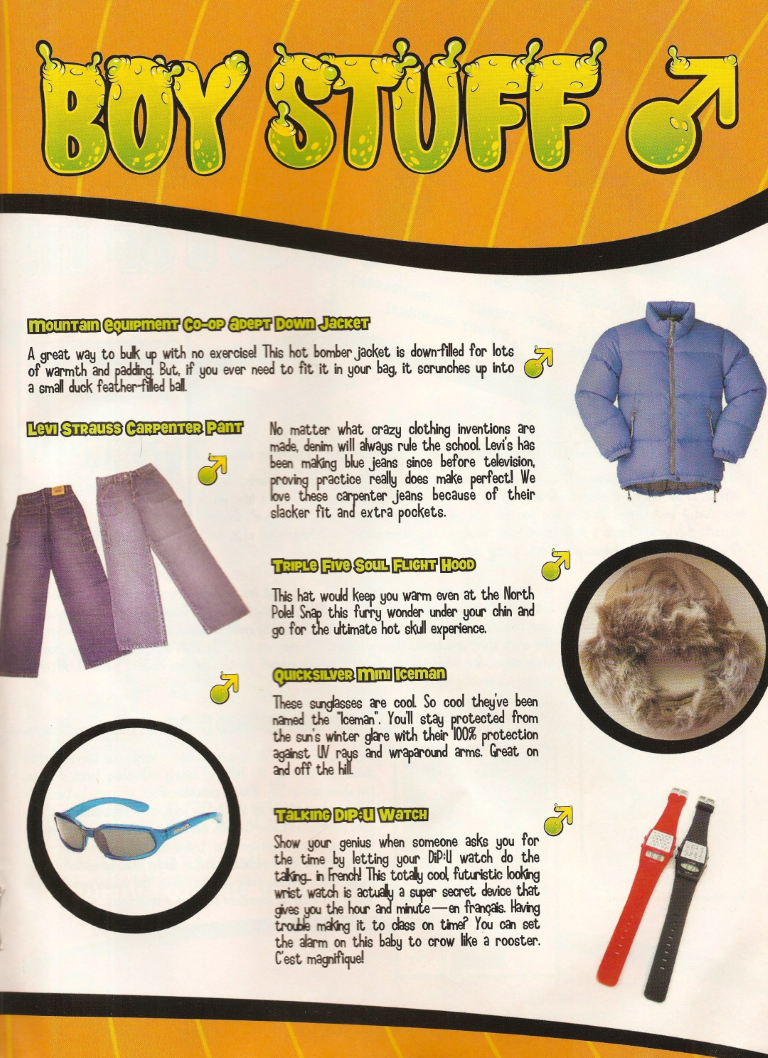 BOY STUFF
Mountain Equipment Co-op Adept Down Jacket
A great way to bulk up with no exercise! This hot bomber jacket is down-filled for lots
of warmth and padding. But, if you ever need to fit it in your bag, it scrunches up into
a small duck feather-filled ball.
Levi Strauss Carpenter Pant
No matter what crazy clothing inventions are
made, denim will always rule the school. Levi's has
been making blue jeans since before television,
proving practice really does make perfect! We
love these carpenter jeans because of their
slacker fit and extra pockets.
Triple Five Soul Flight Hood
This hat would keep you warm even at the North
Pole! Snap this furry wonder under your chin and
go for the ultimate hot skull experience.
Quicksilver Mini Iceman
These sunglasses are cool. So cool they've been
named the "Iceman". You'll stay protected from
the sun's winter glare with their 100% protection
against UV rays and wraparound arms. Great on
and off the hill.
Talking DiP:U Watch
Show your genius when someone asks you for
the time by letting your DiP:U watch do the
talking... in French! This totally cool, futuristic looking
wrist watch is actually a super secret device that
gives you the hour and minute — en français. Having
trouble making it to class on time? You can set
the alarm on this baby to crow like a rooster.
C'est magnifique!